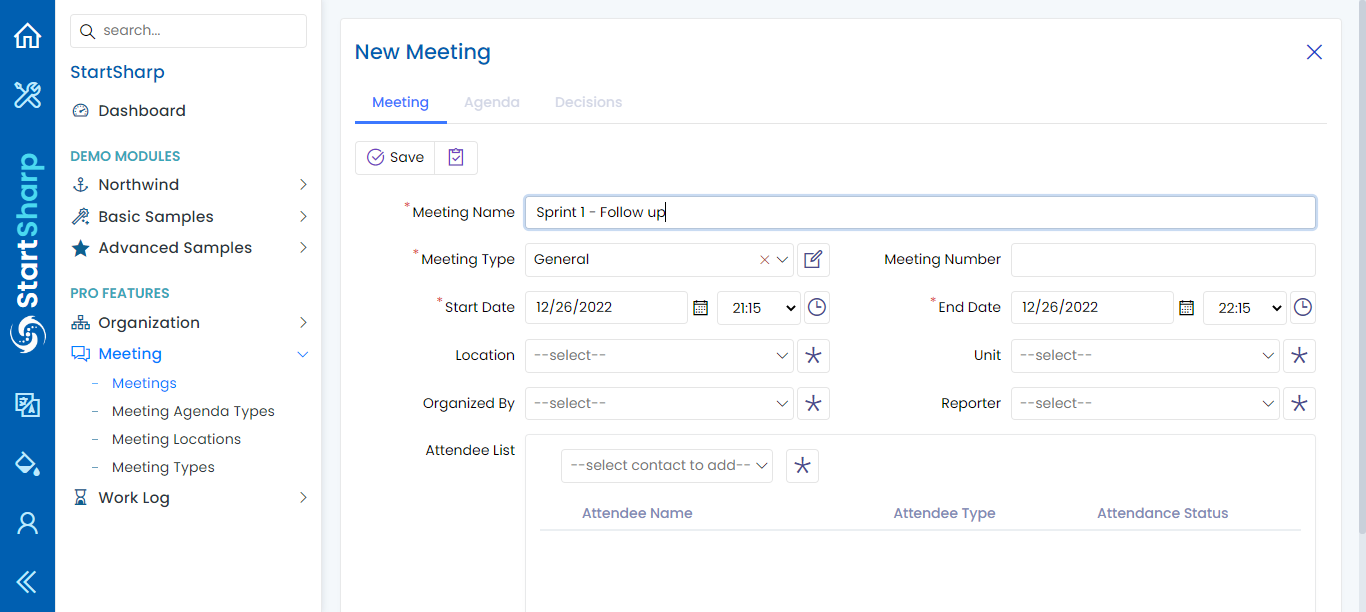 search...
StartSharp
Dashboard
DEMO MODULES
Northwind
Basic Samples
Advanced Samples
PRO FEATURES
Organization
Meeting
Meetings
Meeting Agenda Types
Meeting Locations
Meeting Types
Work Log
StartSharp
New Meeting
Meeting Agenda Decisions
Save
*Meeting Name Sprint 1 - Follow up
*Meeting Type General Meeting Number
*Start Date 12/26/2022 21:15 *End Date 12/26/2022 22:15
Location --select-- Unit --select--
Organized By --select-- Reporter --select--
Attendee List
--select contact to add--
Attendee Name Attendee Type Attendance Status